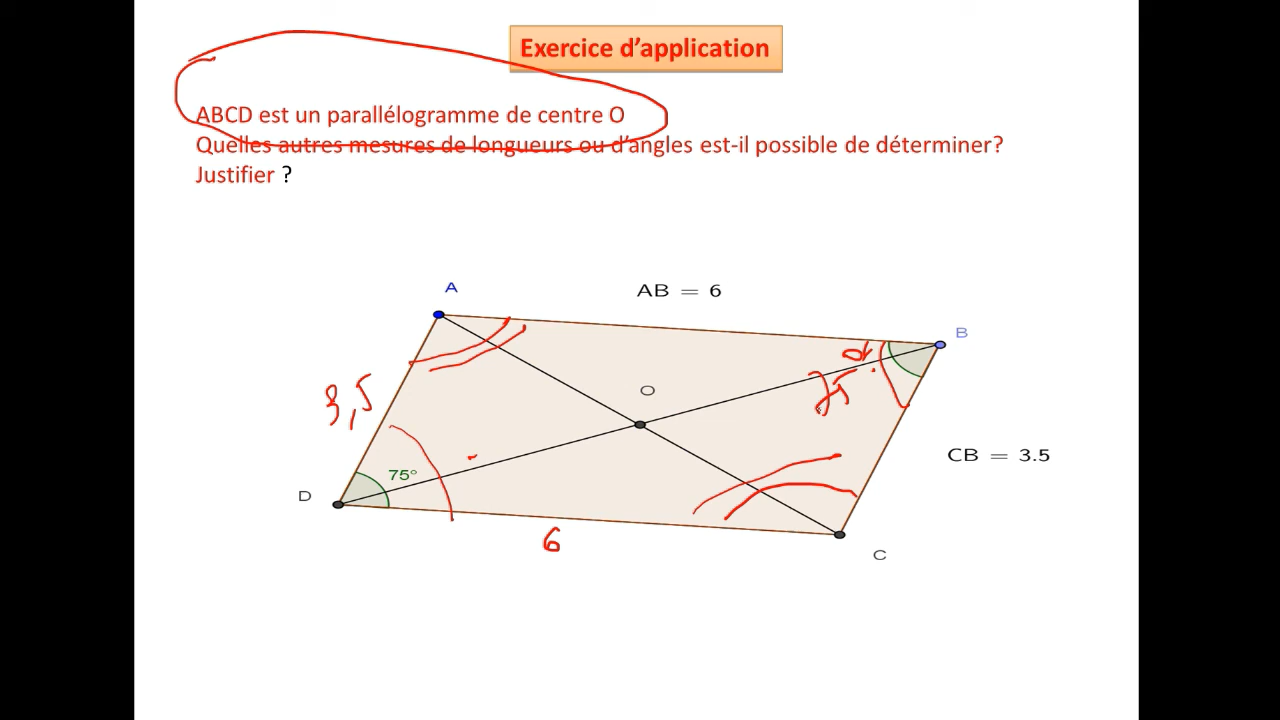 Exercice d'application
ABCD est un parallélogramme de centre O
Quelles autres mesures de longueurs ou d'angles est-il possible de déterminer?
Justifier ?
A
AB = 6
B
75°
O
3,5
CB = 3.5
75°
D
6
C